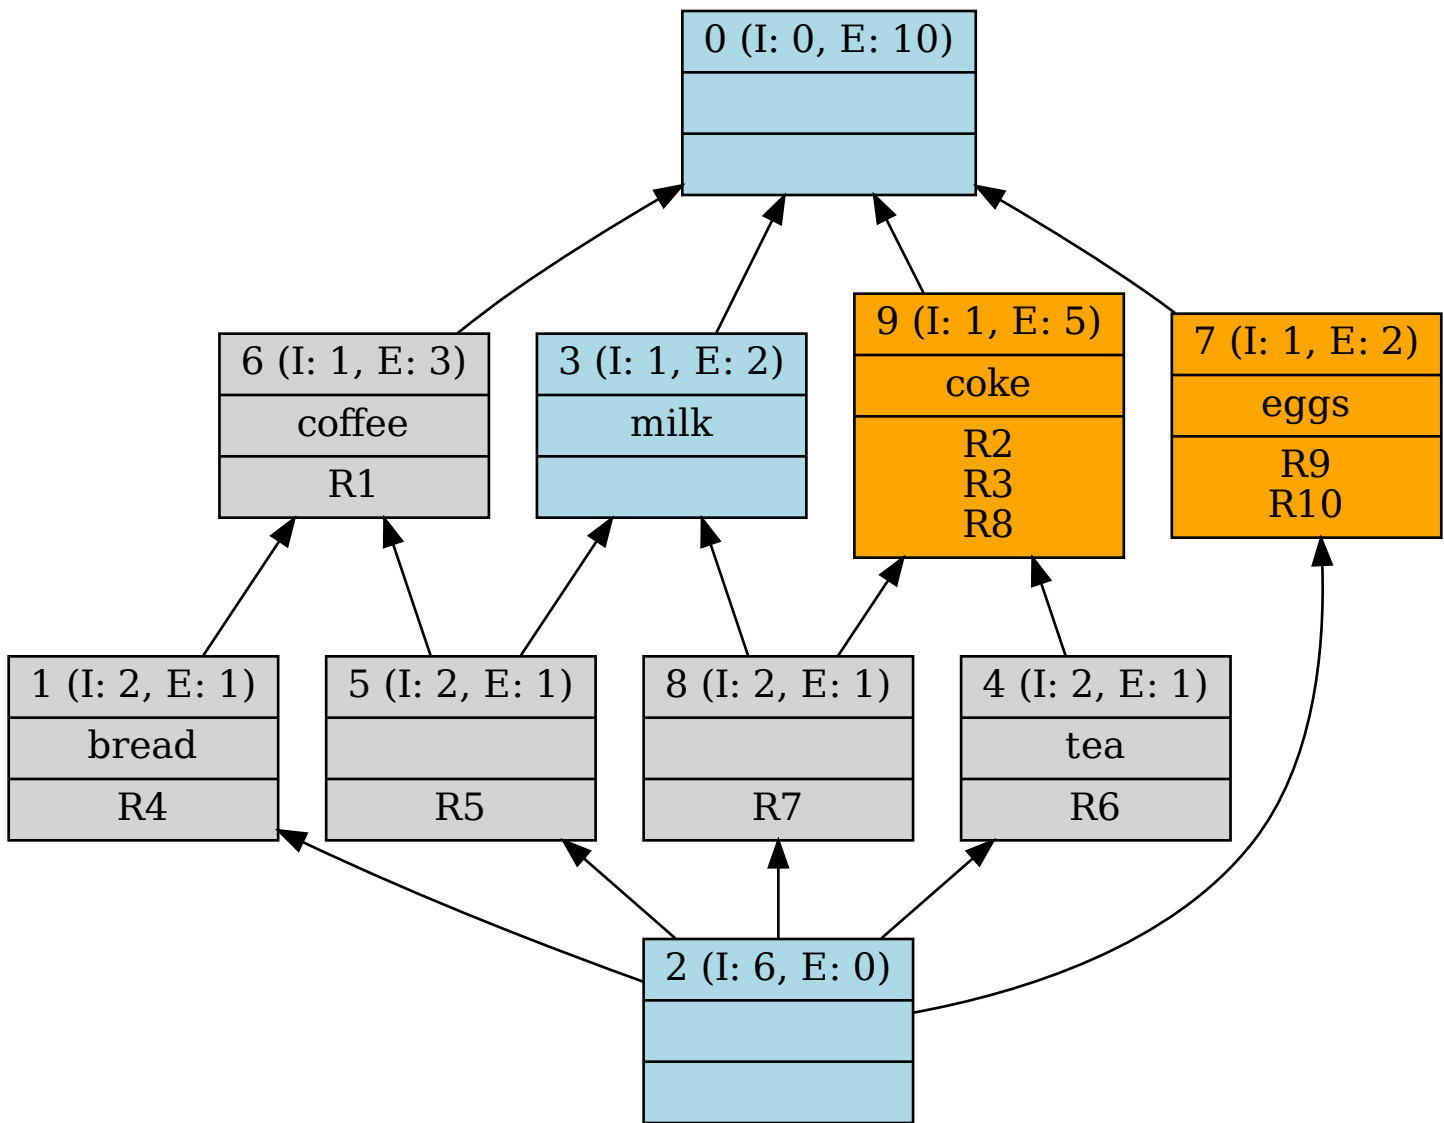 0 (I: 0, E: 10)
6 (I: 1, E: 3)
coffee
R1
3 (I: 1, E: 2)
milk
9 (I: 1, E: 5)
coke
R2
R3
R8
7 (I: 1, E: 2)
eggs
R9
R10
1 (I: 2, E: 1)
bread
R4
5 (I: 2, E: 1)
R5
8 (I: 2, E: 1)
R7
4 (I: 2, E: 1)
tea
R6
2 (I: 6, E: 0)